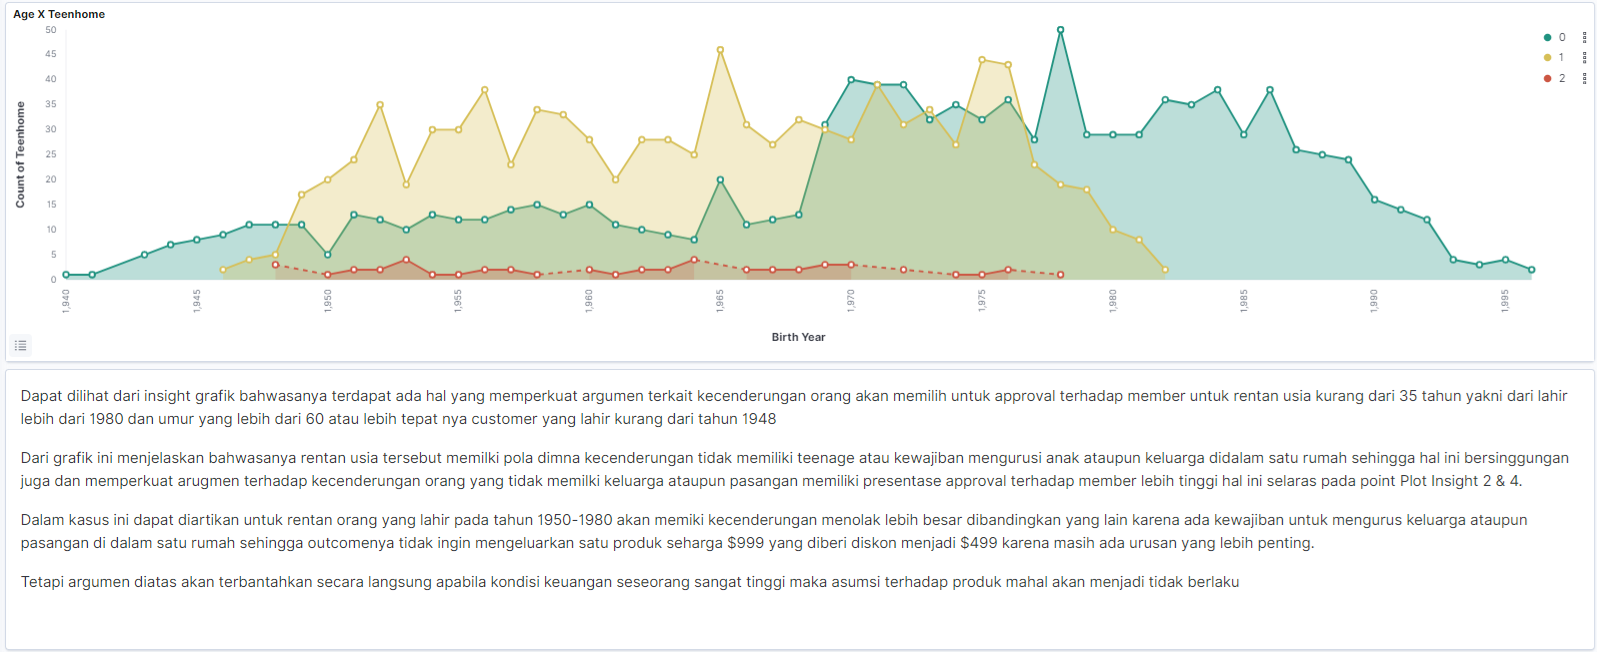 Age X Teenhome
50
45
40
35
30
25
20
15
10
5
0
Count of Teenhome
1,940
1,945
1,950
1,955
1,960
1,965
1,970
1,975
1,980
1,985
1,990
1,995
Birth Year
0
1
2
Dapat dilihat dari insight grafik bahwasanya terdapat ada hal yang memperkuat argumen terkait kecenderungan orang akan memilih untuk approval terhadap member untuk rentan usia kurang dari 35 tahun yakni dari lahir
lebih dari 1980 dan umur yang lebih dari 60 atau lebih tepat nya customer yang lahir kurang dari tahun 1948
Dari grafik ini menjelaskan bahwasanya rentan usia tersebut memilki pola dimna kecenderungan tidak memiliki teenage atau kewajiban mengurusi anak ataupun keluarga didalam satu rumah sehingga hal ini bersinggungan
juga dan memperkuat arugmen terhadap kecenderungan orang yang tidak memilki keluarga ataupun pasangan memiliki presentase approval terhadap member lebih tinggi hal ini selaras pada point Plot Insight 2 & 4.
Dalam kasus ini dapat diartikan untuk rentan orang yang lahir pada tahun 1950-1980 akan memiki kecenderungan menolak lebih besar dibandingkan yang lain karena ada kewajiban untuk mengurus keluarga ataupun
pasangan di dalam satu rumah sehingga outcomenya tidak ingin mengeluarkan satu produk seharga $999 yang diberi diskon menjadi $499 karena masih ada urusan yang lebih penting.
Tetapi argumen diatas akan terbantahkan secara langsung apabila kondisi keuangan seseorang sangat tinggi maka asumsi terhadap produk mahal akan menjadi tidak berlaku